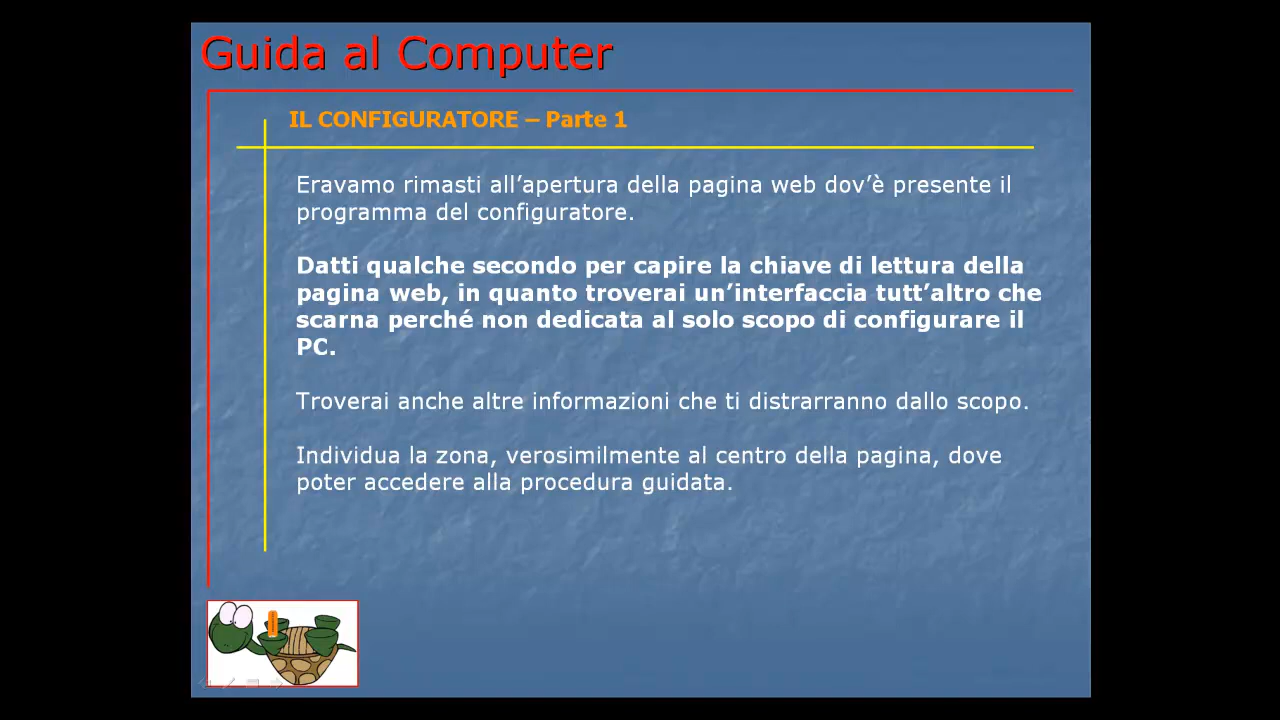 Guida al Computer
IL CONFIGURATORE – Parte 1
Eravamo rimasti all’apertura della pagina web dov’è presente il
programma del configuratore.
Datti qualche secondo per capire la chiave di lettura della
pagina web, in quanto troverai un’interfaccia tutt’altro che
scarna perché non dedicata al solo scopo di configurare il
PC.
Troverai anche altre informazioni che ti distrarranno dallo scopo.
Individua la zona, verosimilmente al centro della pagina, dove
poter accedere alla procedura guidata.